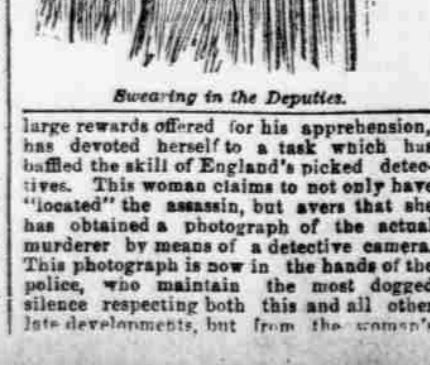 Swearing in the Deputies.
large rewards offered for his apprehension,
has devoted herself to a task which has
baffled the skill of England's picked detec-
tives. This woman claims to not only have
"located" the assassin, but avers that she
has obtained a photograph of the actual
murderer by means of a detective camera.
This photograph is now in the hands of the
police, who maintain the most dogged
silence respecting both this and all other
late developments, but from the woman's